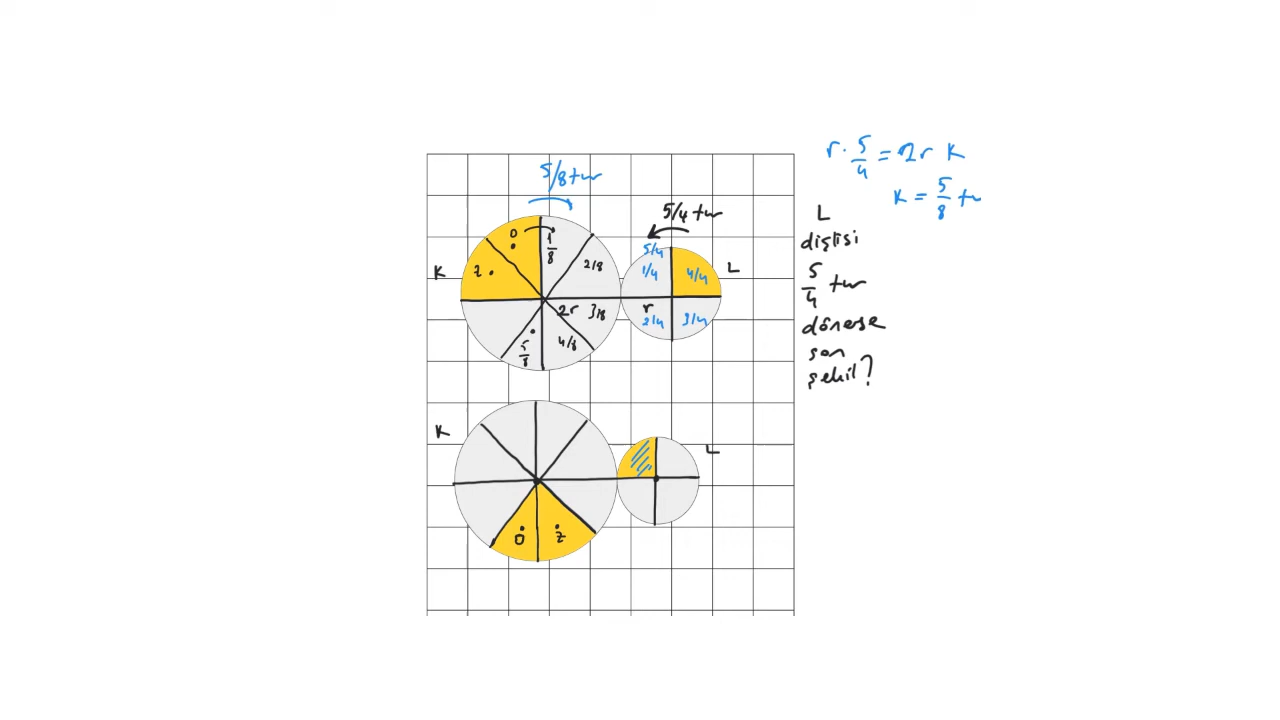 r · 5/4 = 2r K
K = 5/8 tur
5/8 tur
5/4 tur
L
dişlisi
5/4 tur
dönerse
son
şekil?
K
Ö
1/8
2/8
Z
2r 3/8
4/8
5/8
5/4
1/4
4/4
L
r
2/4
3/4
K
L
Ö
Z